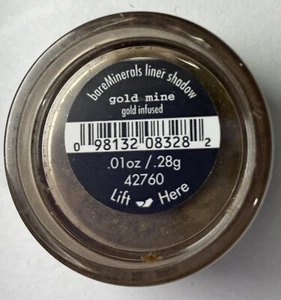 bareMinerals liner shadow
gold mine
gold infused
0 98132 08328 2
.01oz /.28g
42760
Lift Here